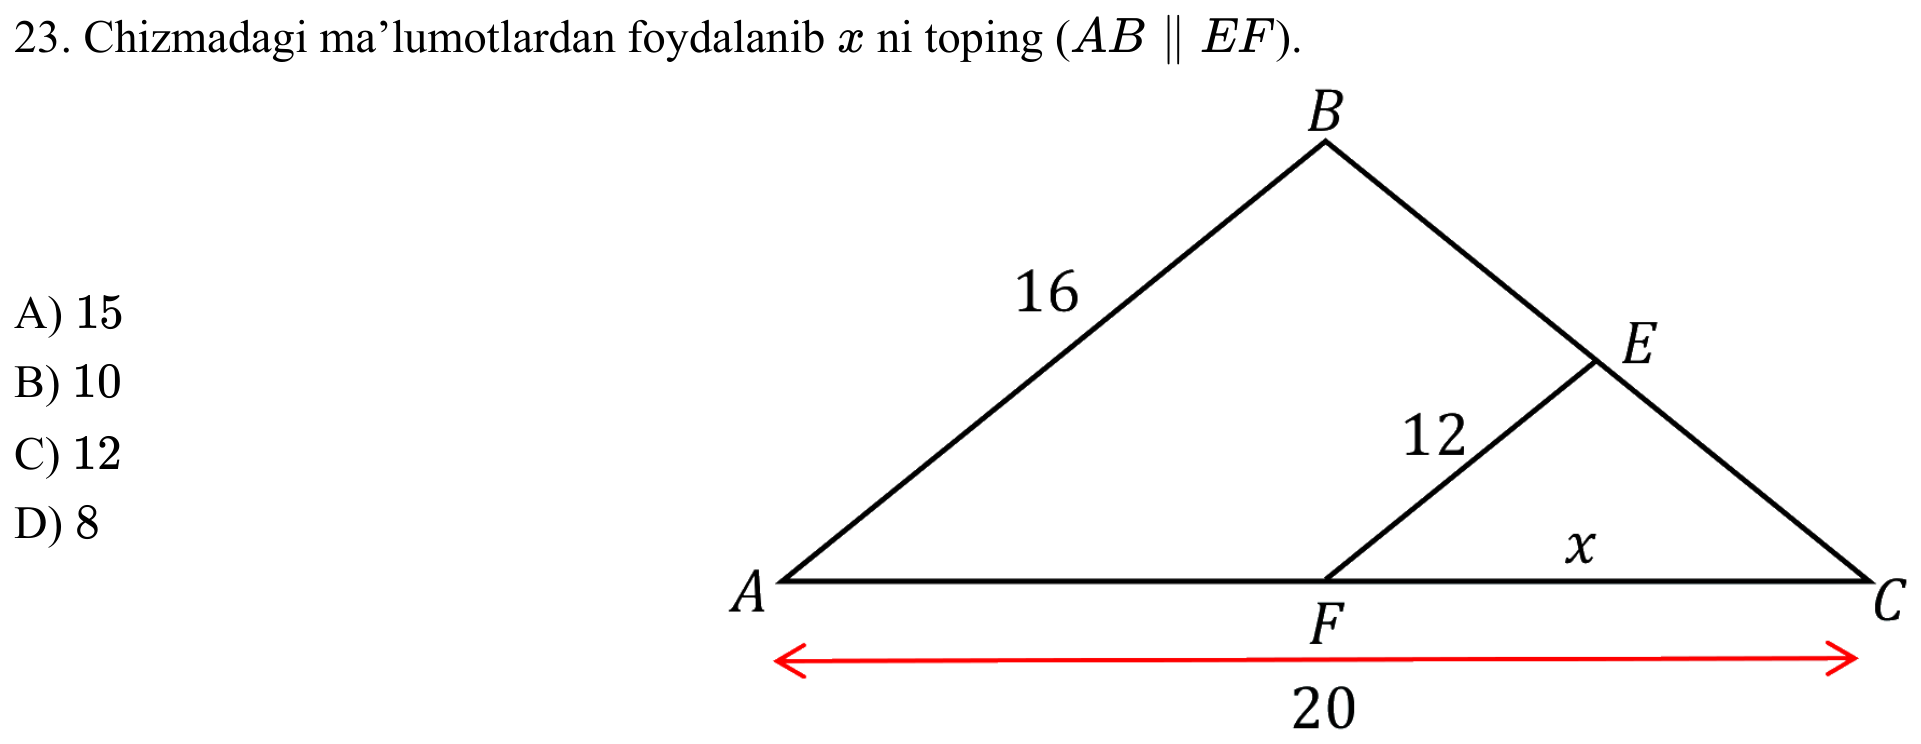 23. Chizmadagi ma’lumotlardan foydalanib x ni toping (AB ∥ EF).
A) 15
B) 10
C) 12
D) 8
B
16
E
12
x
A
F
C
20